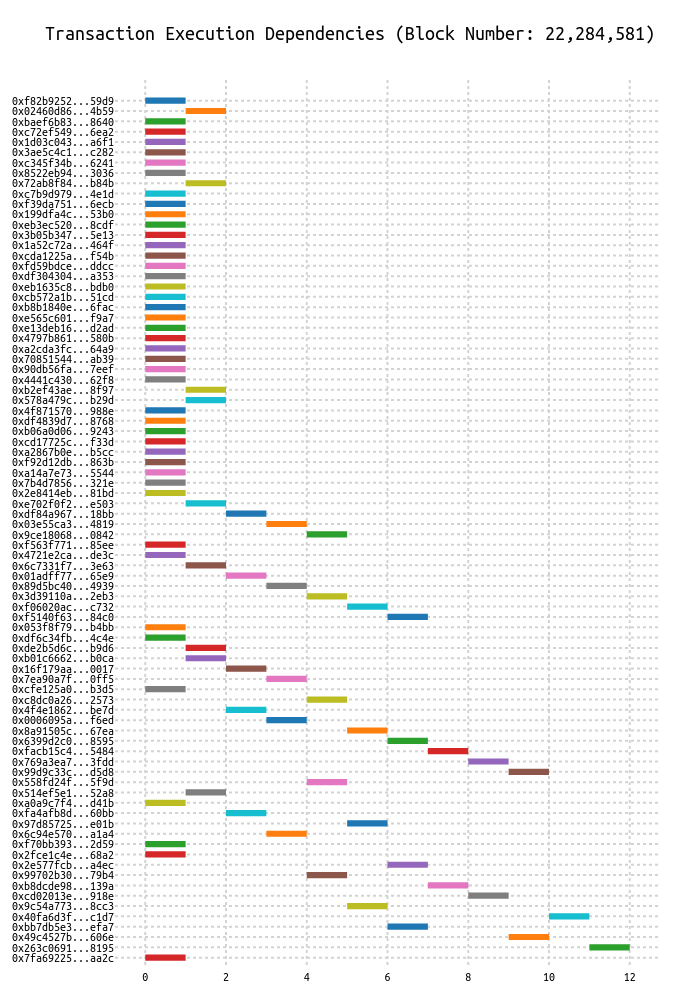 Transaction Execution Dependencies (Block Number: 22,284,581)
0xf82b9252...59d9
0x02460d86...4b59
0xbaef6b83...8640
0xc72ef549...6ea2
0x1d03c043...a6f1
0x3ae5c4c1...c282
0xc345f34b...6241
0x8522eb94...3036
0x72ab8f84...b84b
0xc7b9d979...4e1d
0xf39da751...6ecb
0x199dfa4c...53b0
0xeb3ec520...8cdf
0x3b05b347...5e13
0x1a52c72a...464f
0xcda1225a...f54b
0xfd59bdce...ddcc
0xdf304304...a353
0xeb1635c8...bdb0
0xcb572a1b...51cd
0xb8b1840e...6fac
0xe565c601...f9a7
0xe13deb16...d2ad
0x4797b861...580b
0xa2cda3fc...64a9
0x70851544...ab39
0x90db56fa...7eef
0x4441c430...62f8
0xb2ef43ae...8f97
0x578a479c...b29d
0x4f871570...988e
0xdf4839d7...8768
0xb06a0d06...9243
0xcd17725c...f33d
0xa2867b0e...b5cc
0xf92d12db...863b
0xa14a7e73...5544
0x7b4d7856...321e
0x2e8414eb...81bd
0xe702f0f2...e503
0xdf84a967...18bb
0x03e55ca3...4819
0x9ce18068...0842
0xf563f771...85ee
0x4721e2ca...de3c
0x6c7331f7...3e63
0x01adff77...65e9
0x89d5bc40...4939
0x3d39110a...2eb3
0xf06020ac...c732
0xf5140f63...84c0
0x053f8f79...b4bb
0xdf6c34fb...4c4e
0xde2b5d6c...b9d6
0xb01c6662...b0ca
0x16f179aa...0017
0x7ea90a7f...0ff5
0xcfe125a0...b3d5
0xc8dc0a26...2573
0x4f4e1862...be7d
0x0006095a...f6ed
0x8a91505c...67ea
0x6399d2c0...8595
0xfacb15c4...5484
0x769a3ea7...3fdd
0x99d9c33c...d5d8
0x558fd24f...5f9d
0x514ef5e1...52a8
0xa0a9c7f4...d41b
0xfa4afb8d...60bb
0x97d85725...e01b
0x6c94e570...a1a4
0xf70bb393...2d59
0x2fce1c4e...68a2
0x2e577fcb...a4ec
0x99702b30...79b4
0xb8dcde98...139a
0xcd02013e...918e
0x9c54a773...8cc3
0x40fa6d3f...c1d7
0xbb7db5e3...efa7
0x49c4527b...606e
0x263c0691...8195
0x7fa69225...aa2c
0 2 4 6 8 10 12